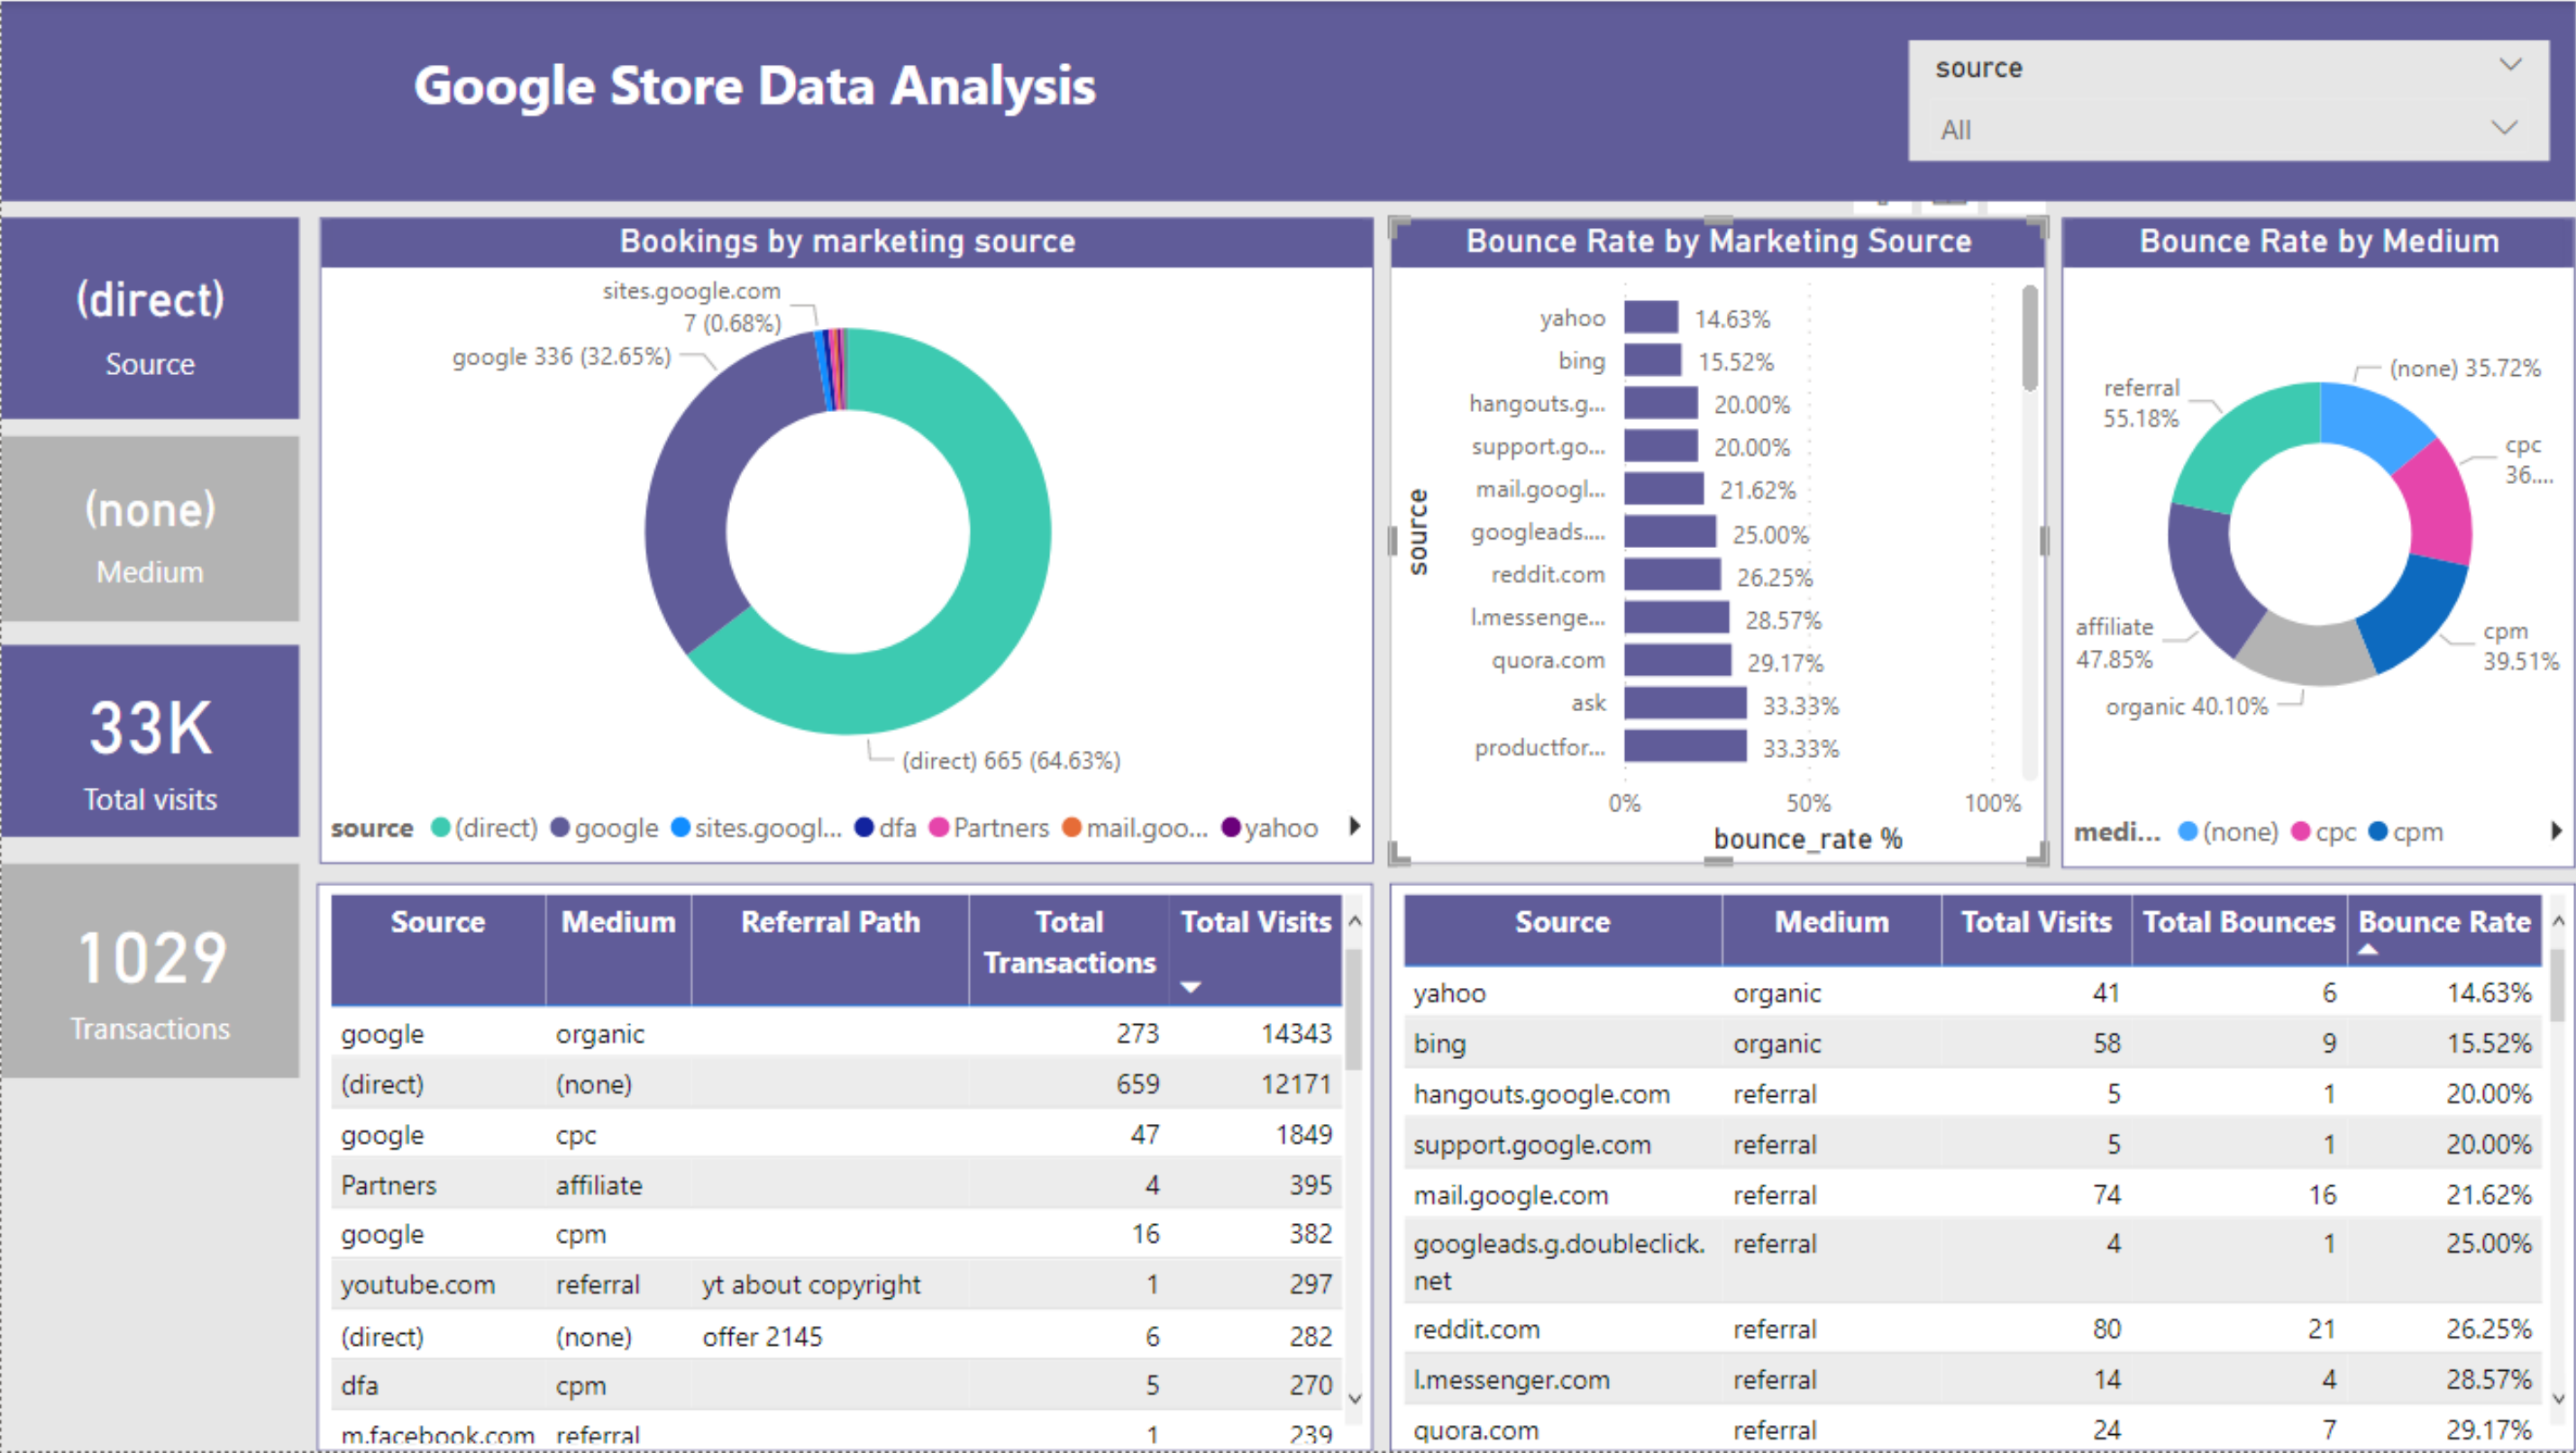 Google Store Data Analysis
source
All
(direct)
Source
(none)
Medium
33K
Total visits
1029
Transactions
Bookings by marketing source
sites.google.com
7 (0.68%)
google 336 (32.65%)
(direct) 665 (64.63%)
source (direct) google sites.googl... dfa Partners mail.goo... yahoo
Bounce Rate by Marketing Source
source
yahoo 14.63%
bing 15.52%
hangouts.g... 20.00%
support.go... 20.00%
mail.googl... 21.62%
googleads.... 25.00%
reddit.com 26.25%
l.messenge... 28.57%
quora.com 29.17%
ask 33.33%
productfor... 33.33%
0% 50% 100%
bounce_rate %
Bounce Rate by Medium
(none) 35.72%
referral
55.18%
cpc
36....
affiliate
47.85%
cpm
39.51%
organic 40.10%
medi... (none) cpc cpm
Source Medium Referral Path Total Transactions Total Visits
google organic 273 14343
(direct) (none) 659 12171
google cpc 47 1849
Partners affiliate 4 395
google cpm 16 382
youtube.com referral yt about copyright 1 297
(direct) (none) offer 2145 6 282
dfa cpm 5 270
m.facebook.com referral 1 239
Source Medium Total Visits Total Bounces Bounce Rate
yahoo organic 41 6 14.63%
bing organic 58 9 15.52%
hangouts.google.com referral 5 1 20.00%
support.google.com referral 5 1 20.00%
mail.google.com referral 74 16 21.62%
googleads.g.doubleclick. referral 4 1 25.00%
net
reddit.com referral 80 21 26.25%
l.messenger.com referral 14 4 28.57%
quora.com referral 24 7 29.17%